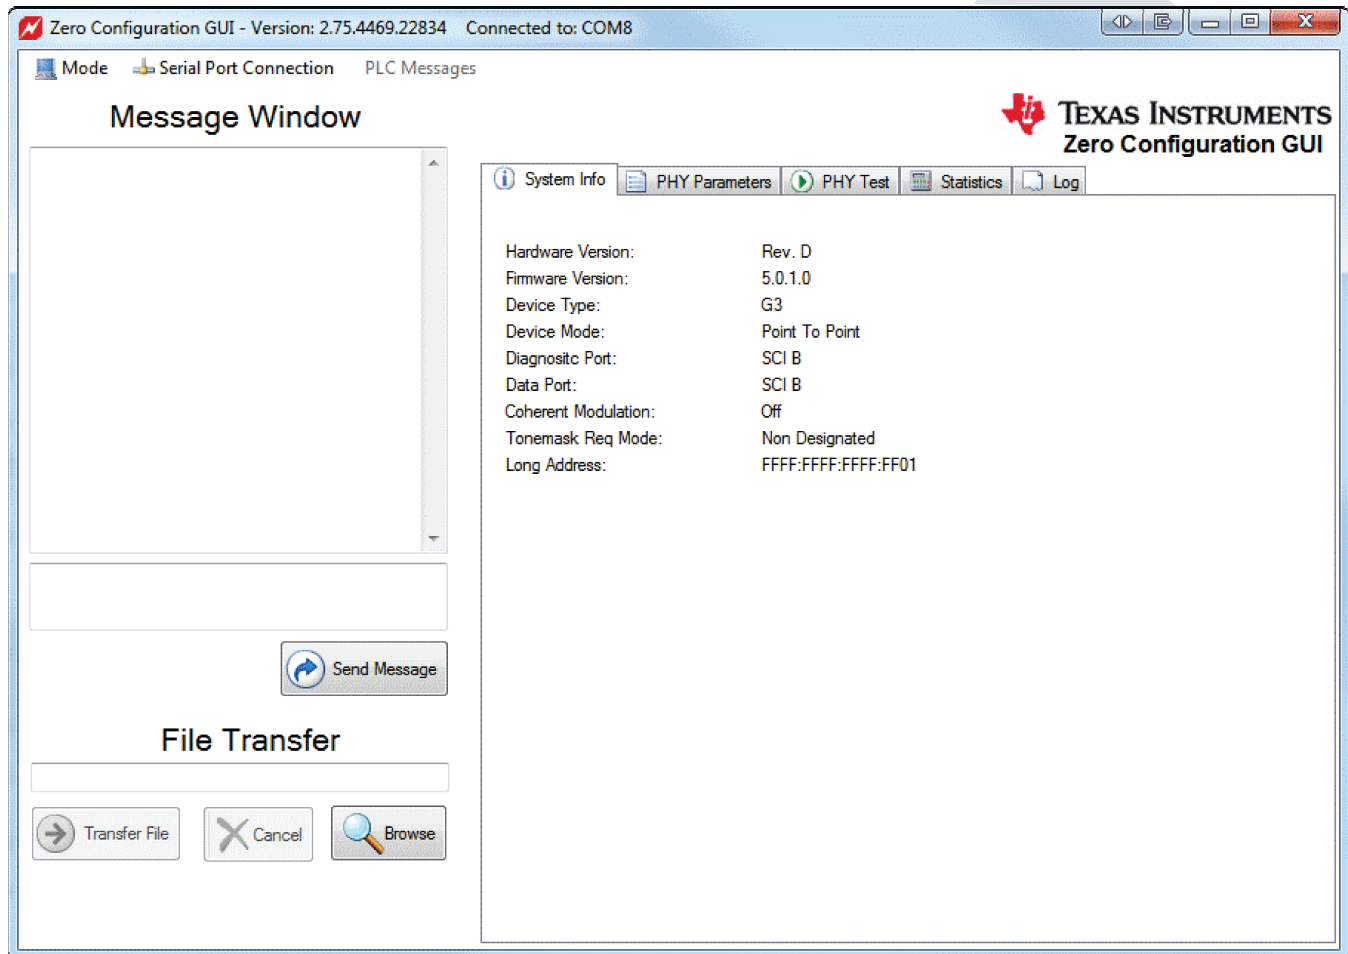 Zero Configuration GUI - Version: 2.75.4469.22834 Connected to: COM8
Mode Serial Port Connection PLC Messages
Message Window
TEXAS INSTRUMENTS
Zero Configuration GUI
System Info PHY Parameters PHY Test Statistics Log
Hardware Version: Rev. D
Firmware Version: 5.0.1.0
Device Type: G3
Device Mode: Point To Point
Diagnositc Port: SCI B
Data Port: SCI B
Coherent Modulation: Off
Tonemask Req Mode: Non Designated
Long Address: FFFF:FFFF:FFFF:FF01
Send Message
File Transfer
Transfer File Cancel Browse